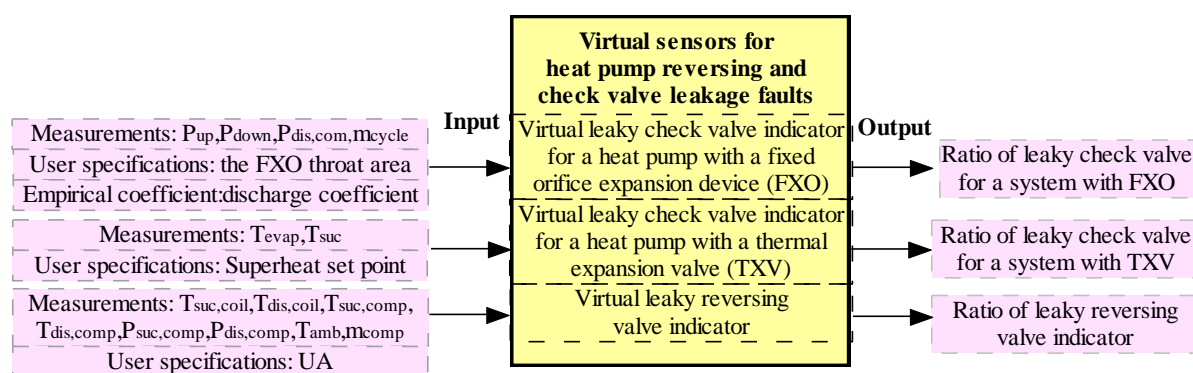 Virtual sensors for
heat pump reversing and
check valve leakage faults
Input
Output
Measurements: Pup,Pdown,Pdis,com,mcycle
User specifications: the FXO throat area
Empirical coefficient:discharge coefficient
Virtual leaky check valve indicator
for a heat pump with a fixed
orifice expansion device (FXO)
Ratio of leaky check valve
for a system with FXO
Measurements: Tevap,Tsuc
User specifications: Superheat set point
Virtual leaky check valve indicator
for a heat pump with a thermal
expansion valve (TXV)
Ratio of leaky check valve
for a system with TXV
Measurements: Tsuc,coil,Tdis,coil,Tsuc,comp,
Tdis,comp,Psuc,comp,Pdis,comp,Tamb,mcomp
User specifications: UA
Virtual leaky reversing
valve indicator
Ratio of leaky reversing
valve indicator